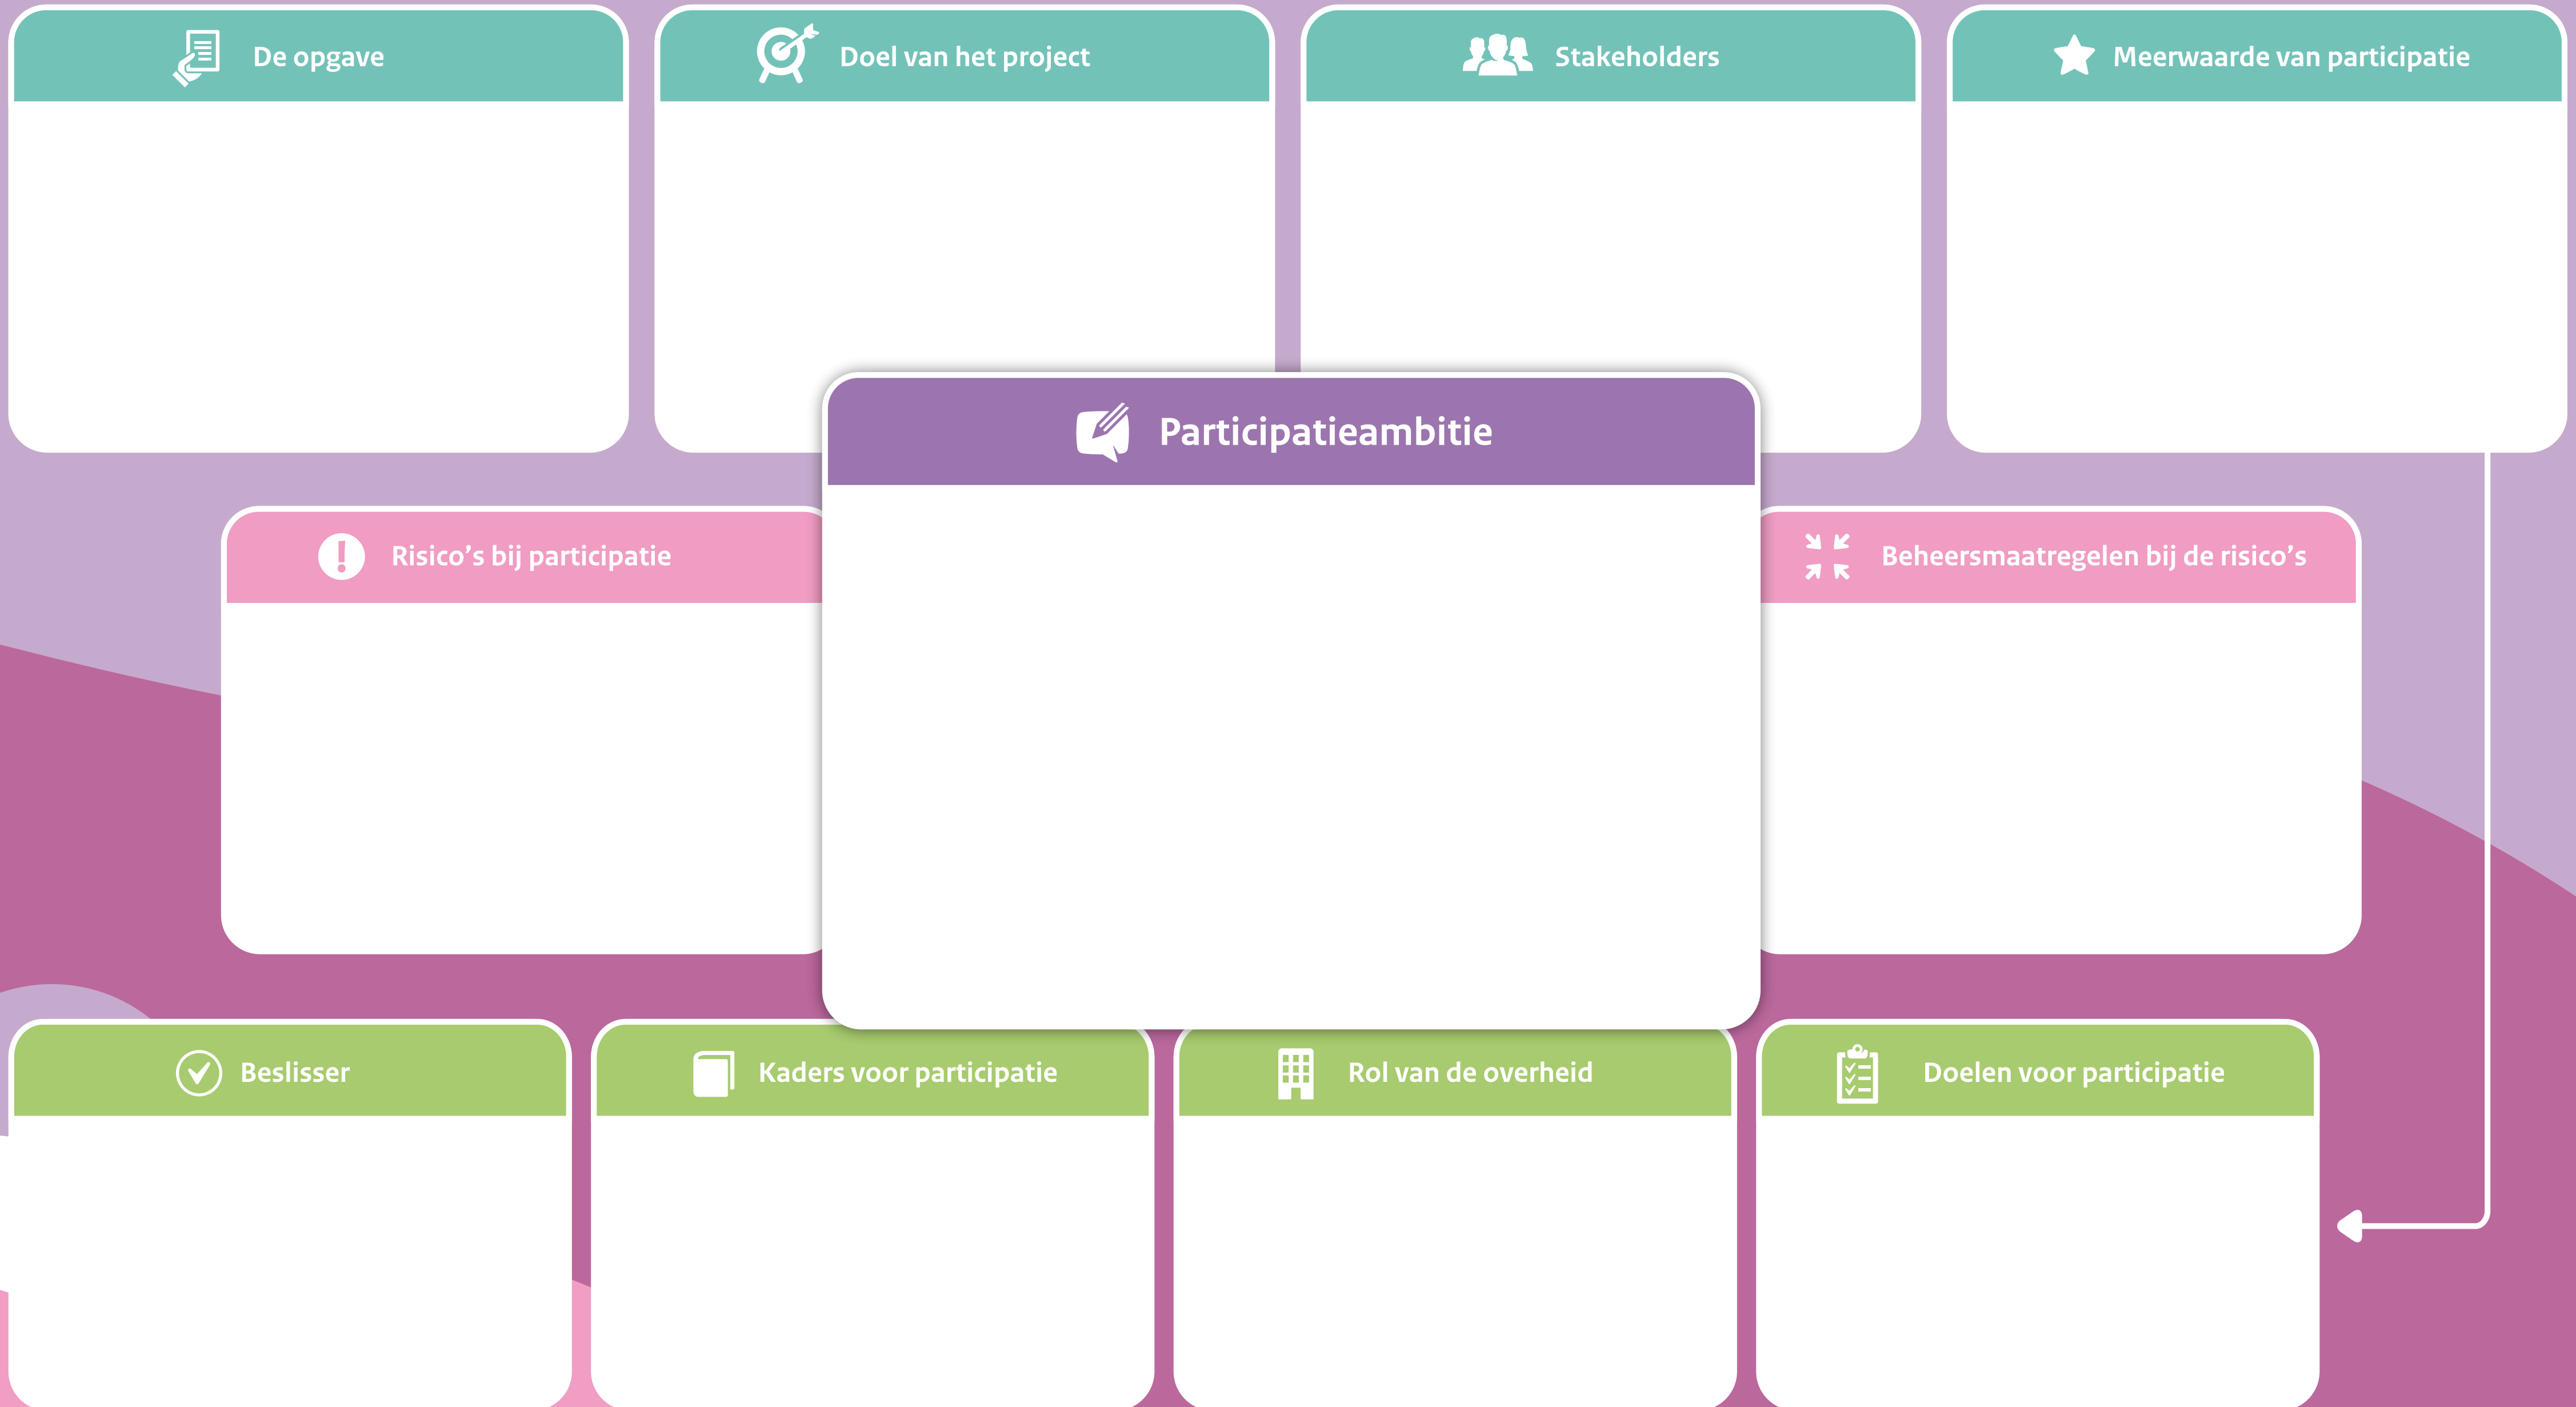 De opgave
Doel van het project
Stakeholders
Meerwaarde van participatie
Participatieambitie
Risico’s bij participatie
Beheersmaatregelen bij de risico’s
Beslisser
Kaders voor participatie
Rol van de overheid
Doelen voor participatie